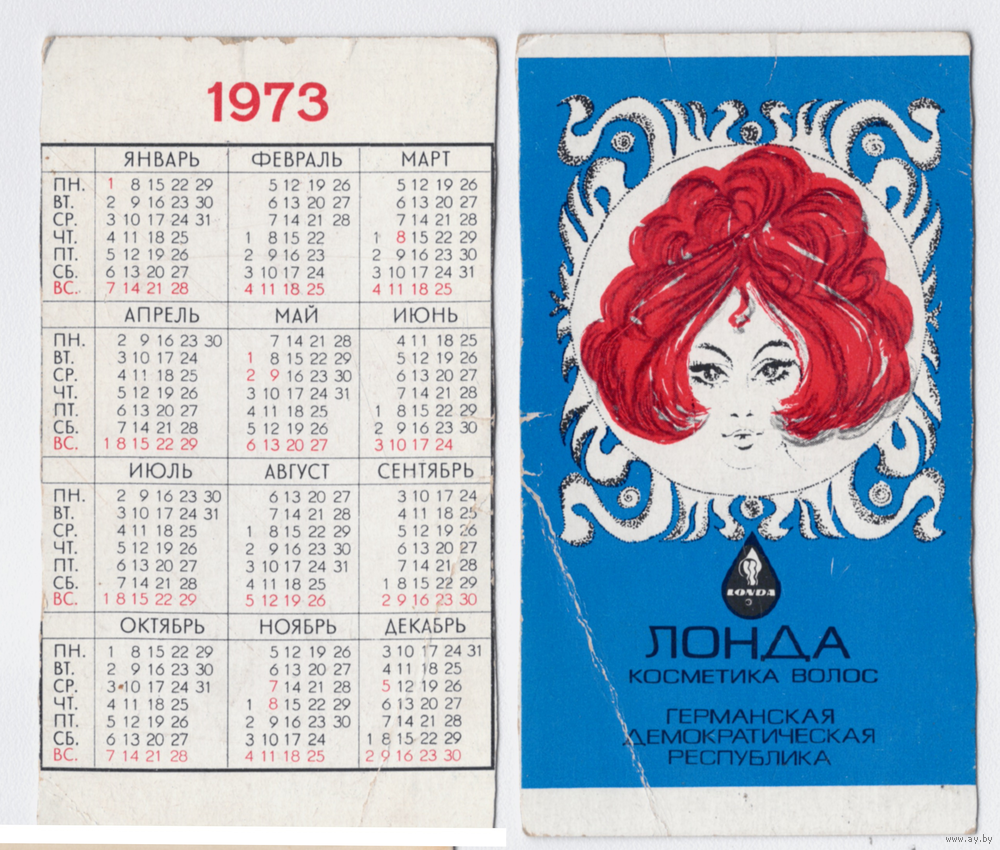 1973
ЯНВАРЬ ФЕВРАЛЬ МАРТ
ПН. 1 8 15 22 29 5 12 19 26 5 12 19 26
ВТ. 2 9 16 23 30 6 13 20 27 6 13 20 27
СР. 3 10 17 24 31 7 14 21 28 7 14 21 28
ЧТ. 4 11 18 25 1 8 15 22 1 8 15 22 29
ПТ. 5 12 19 26 2 9 16 23 2 9 16 23 30
СБ. 6 13 20 27 3 10 17 24 3 10 17 24 31
ВС. 7 14 21 28 4 11 18 25 4 11 18 25
АПРЕЛЬ МАЙ ИЮНЬ
ПН. 2 9 16 23 30 7 14 21 28 4 11 18 25
ВТ. 3 10 17 24 1 8 15 22 29 5 12 19 26
СР. 4 11 18 25 2 9 16 23 30 6 13 20 27
ЧТ. 5 12 19 26 3 10 17 24 31 7 14 21 28
ПТ. 6 13 20 27 4 11 18 25 1 8 15 22 29
СБ. 7 14 21 28 5 12 19 26 2 9 16 23 30
ВС. 1 8 15 22 29 6 13 20 27 3 10 17 24
ИЮЛЬ АВГУСТ СЕНТЯБРЬ
ПН. 2 9 16 23 30 6 13 20 27 3 10 17 24
ВТ. 3 10 17 24 31 7 14 21 28 4 11 18 25
СР. 4 11 18 25 1 8 15 22 29 5 12 19 26
ЧТ. 5 12 19 26 2 9 16 23 30 6 13 20 27
ПТ. 6 13 20 27 3 10 17 24 31 7 14 21 28
СБ. 7 14 21 28 4 11 18 25 1 8 15 22 29
ВС. 1 8 15 22 29 5 12 19 26 2 9 16 23 30
ОКТЯБРЬ НОЯБРЬ ДЕКАБРЬ
ПН. 1 8 15 22 29 5 12 19 26 3 10 17 24 31
ВТ. 2 9 16 23 30 6 13 20 27 4 11 18 25
СР. 3 10 17 24 31 7 14 21 28 5 12 19 26
ЧТ. 4 11 18 25 1 8 15 22 29 6 13 20 27
ПТ. 5 12 19 26 2 9 16 23 30 7 14 21 28
СБ. 6 13 20 27 3 10 17 24 1 8 15 22 29
ВС. 7 14 21 28 4 11 18 25 2 9 16 23 30
LONDA
ЛОНДА
КОСМЕТИКА ВОЛОС
ГЕРМАНСКАЯ
ДЕМОКРАТИЧЕСКАЯ
РЕСПУБЛИКА
www.ay.by